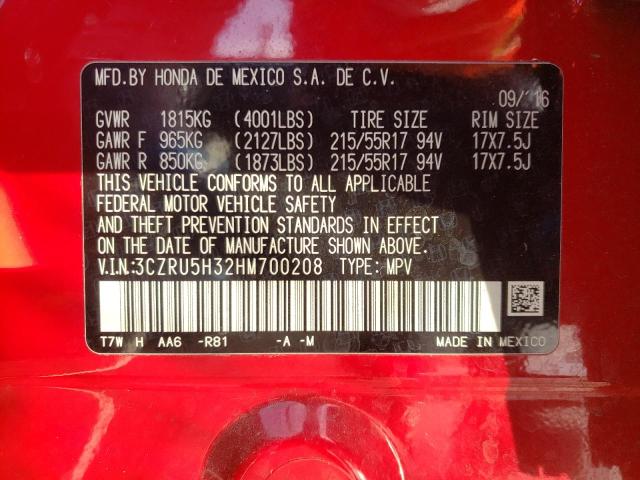 MFD.BY HONDA DE MEXICO S.A. DE C.V.
09/'16
GVWR 1815KG (4001LBS) TIRE SIZE RIM SIZE
GAWR F 965KG (2127LBS) 215/55R17 94V 17X7.5J
GAWR R 850KG (1873LBS) 215/55R17 94V 17X7.5J
THIS VEHICLE CONFORMS TO ALL APPLICABLE
FEDERAL MOTOR VEHICLE SAFETY
AND THEFT PREVENTION STANDARDS IN EFFECT
ON THE DATE OF MANUFACTURE SHOWN ABOVE.
V.I.N:3CZRU5H32HM700208 TYPE: MPV
T7W H AA6 -R81 -A -M MADE IN MEXICO